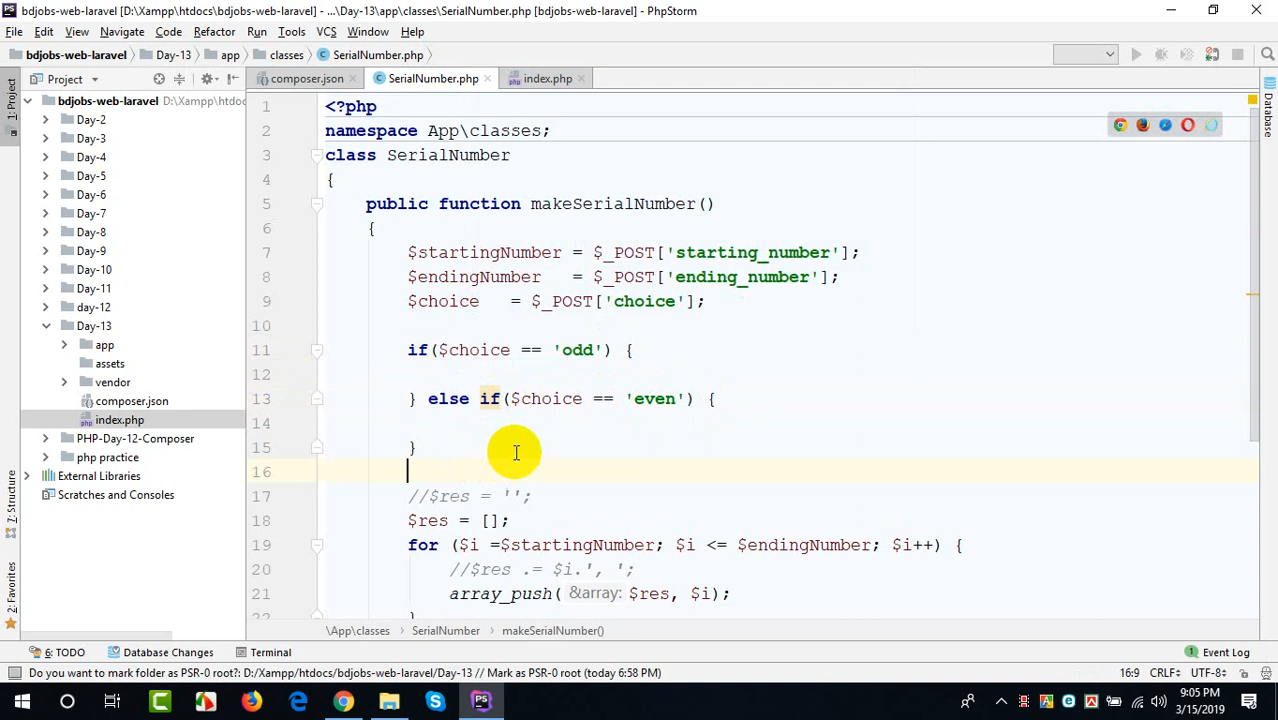 bdjobs-web-laravel [D:\Xampp\htdocs\bdjobs-web-laravel] - ...\Day-13\app\classes\SerialNumber.php [bdjobs-web-laravel] - PhpStorm
File Edit View Navigate Code Refactor Run Tools VCS Window Help
bdjobs-web-laravel Day-13 app classes SerialNumber.php
Project composer.json SerialNumber.php index.php
1: Project
7: Structure
2: Favorites
Database
bdjobs-web-laravel D:\Xampp\htdocs
Day-2
Day-3
Day-4
Day-5
Day-6
Day-7
Day-8
Day-9
Day-10
Day-11
day-12
Day-13
app
assets
vendor
composer.json
index.php
PHP-Day-12-Composer
php practice
External Libraries
Scratches and Consoles
1 <?php
2 namespace App\classes;
3 class SerialNumber
4 {
5 public function makeSerialNumber()
6 {
7 $startingNumber = $_POST['starting_number'];
8 $endingNumber = $_POST['ending_number'];
9 $choice = $_POST['choice'];
10
11 if($choice == 'odd') {
12
13 } else if($choice == 'even') {
14
15 }
16
17 //$res = '';
18 $res = [];
19 for ($i =$startingNumber; $i <= $endingNumber; $i++) {
20 //$res .= $i.', ';
21 array_push( &array: $res, $i);
22 }
\App\classes SerialNumber makeSerialNumber()
6: TODO Database Changes Terminal Event Log
Do you want to mark folder as PSR-0 root?: D:/Xampp/htdocs/bdjobs-web-laravel/Day-13 // Mark as PSR-0 root (today 6:58 PM) 16:9 CRLF÷ UTF-8÷
9:05 PM
3/15/2019